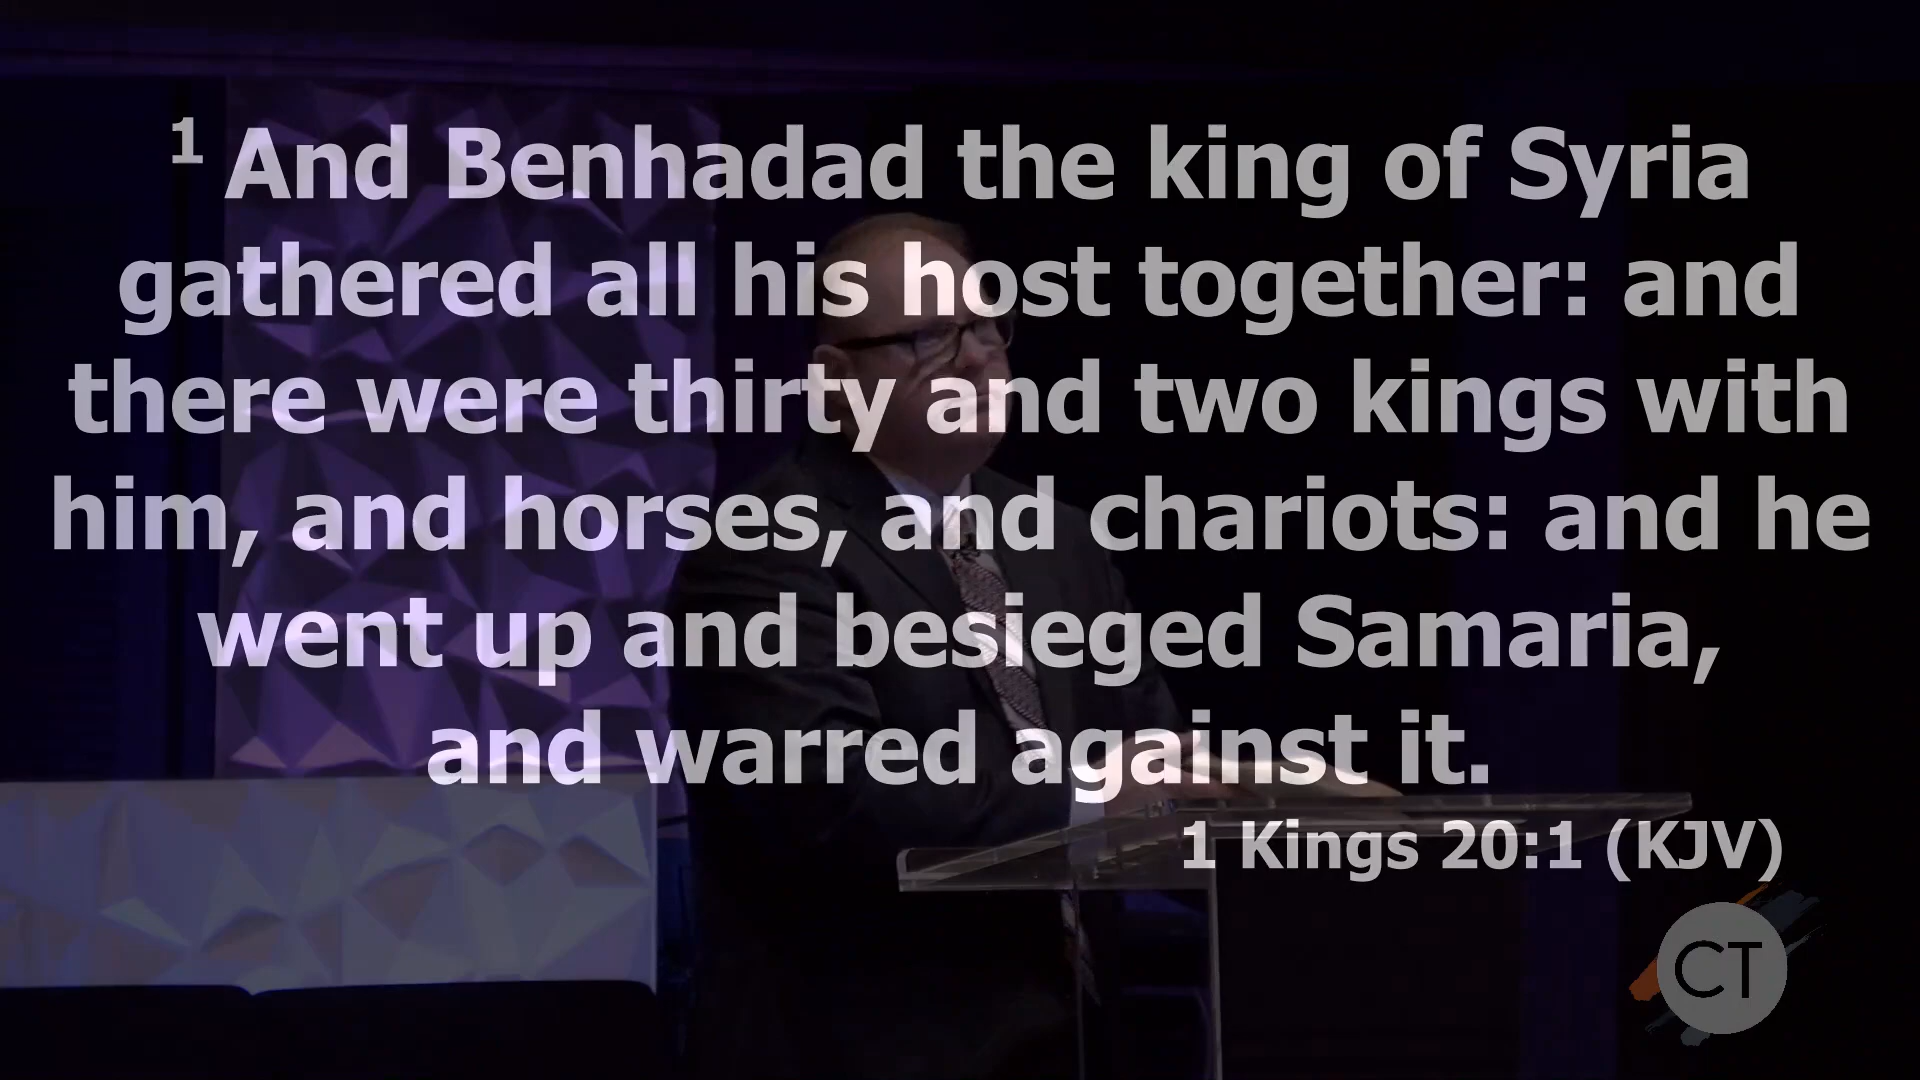 1 And Benhadad the king of Syria
gathered all his host together: and
there were thirty and two kings with
him, and horses, and chariots: and he
went up and besieged Samaria,
and warred against it.
1 Kings 20:1 (KJV)
CT